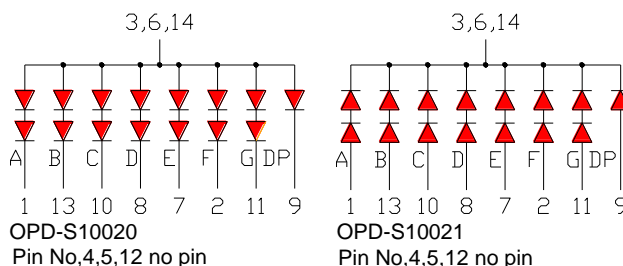 3,6,14
3,6,14
A B C D E F G DP
A B C D E F G DP
1 13 10 8 7 2 11 9
1 13 10 8 7 2 11 9
OPD-S10020
OPD-S10021
Pin No,4,5,12 no pin
Pin No,4,5,12 no pin